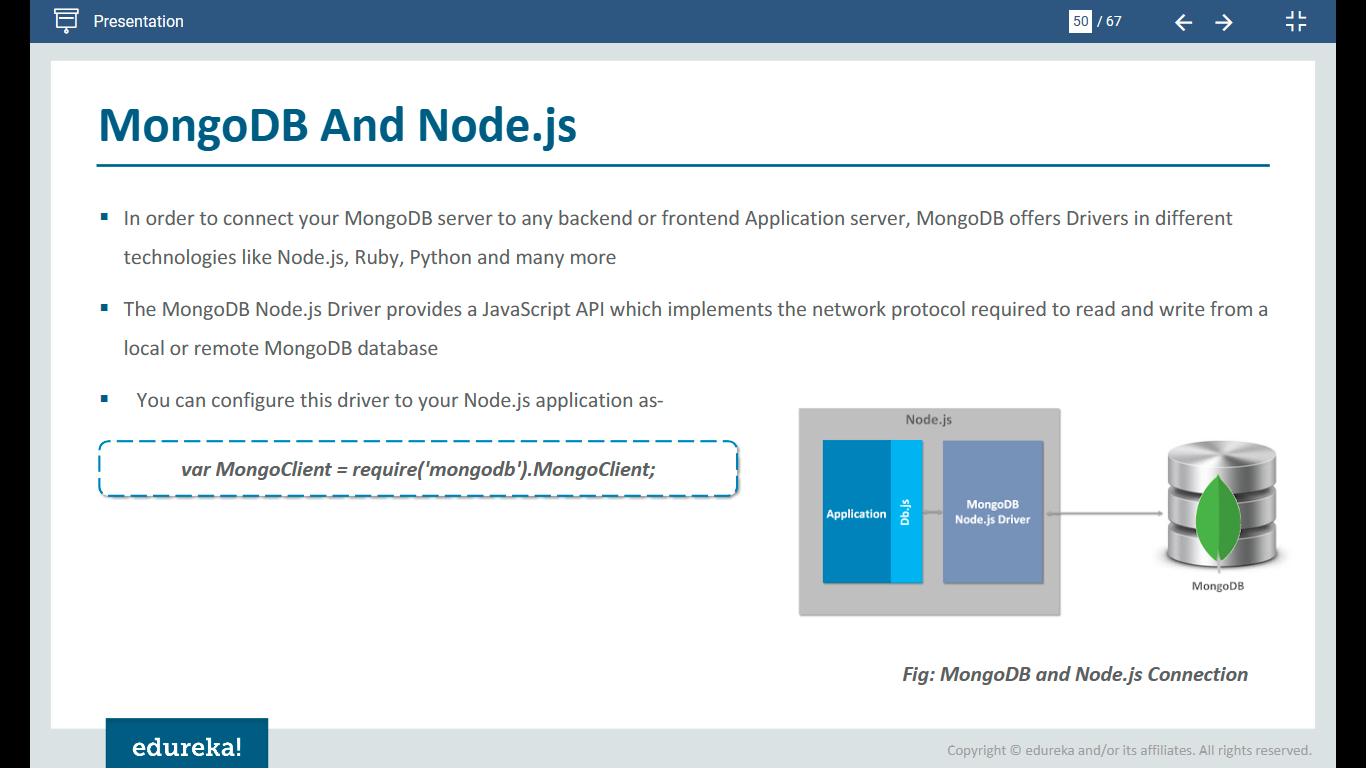 Presentation
50 / 67
MongoDB And Node.js
▪ In order to connect your MongoDB server to any backend or frontend Application server, MongoDB offers Drivers in different
technologies like Node.js, Ruby, Python and many more
▪ The MongoDB Node.js Driver provides a JavaScript API which implements the network protocol required to read and write from a
local or remote MongoDB database
▪ You can configure this driver to your Node.js application as-
var MongoClient = require('mongodb').MongoClient;
Node.js
Application
Db.js
MongoDB
Node.js Driver
MongoDB
Fig: MongoDB and Node.js Connection
edureka!
Copyright © edureka and/or its affiliates. All rights reserved.